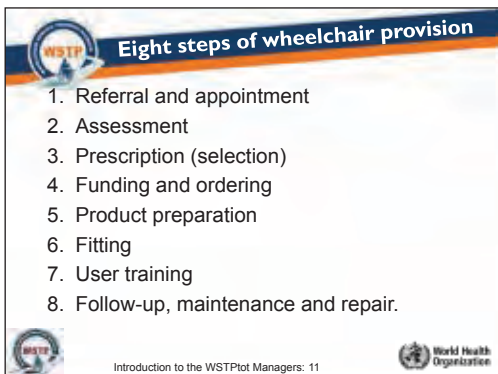 WSTP
Eight steps of wheelchair provision
1. Referral and appointment
2. Assessment
3. Prescription (selection)
4. Funding and ordering
5. Product preparation
6. Fitting
7. User training
8. Follow-up, maintenance and repair.
WSTP
Introduction to the WSTPtot Managers: 11
World Health
Organization